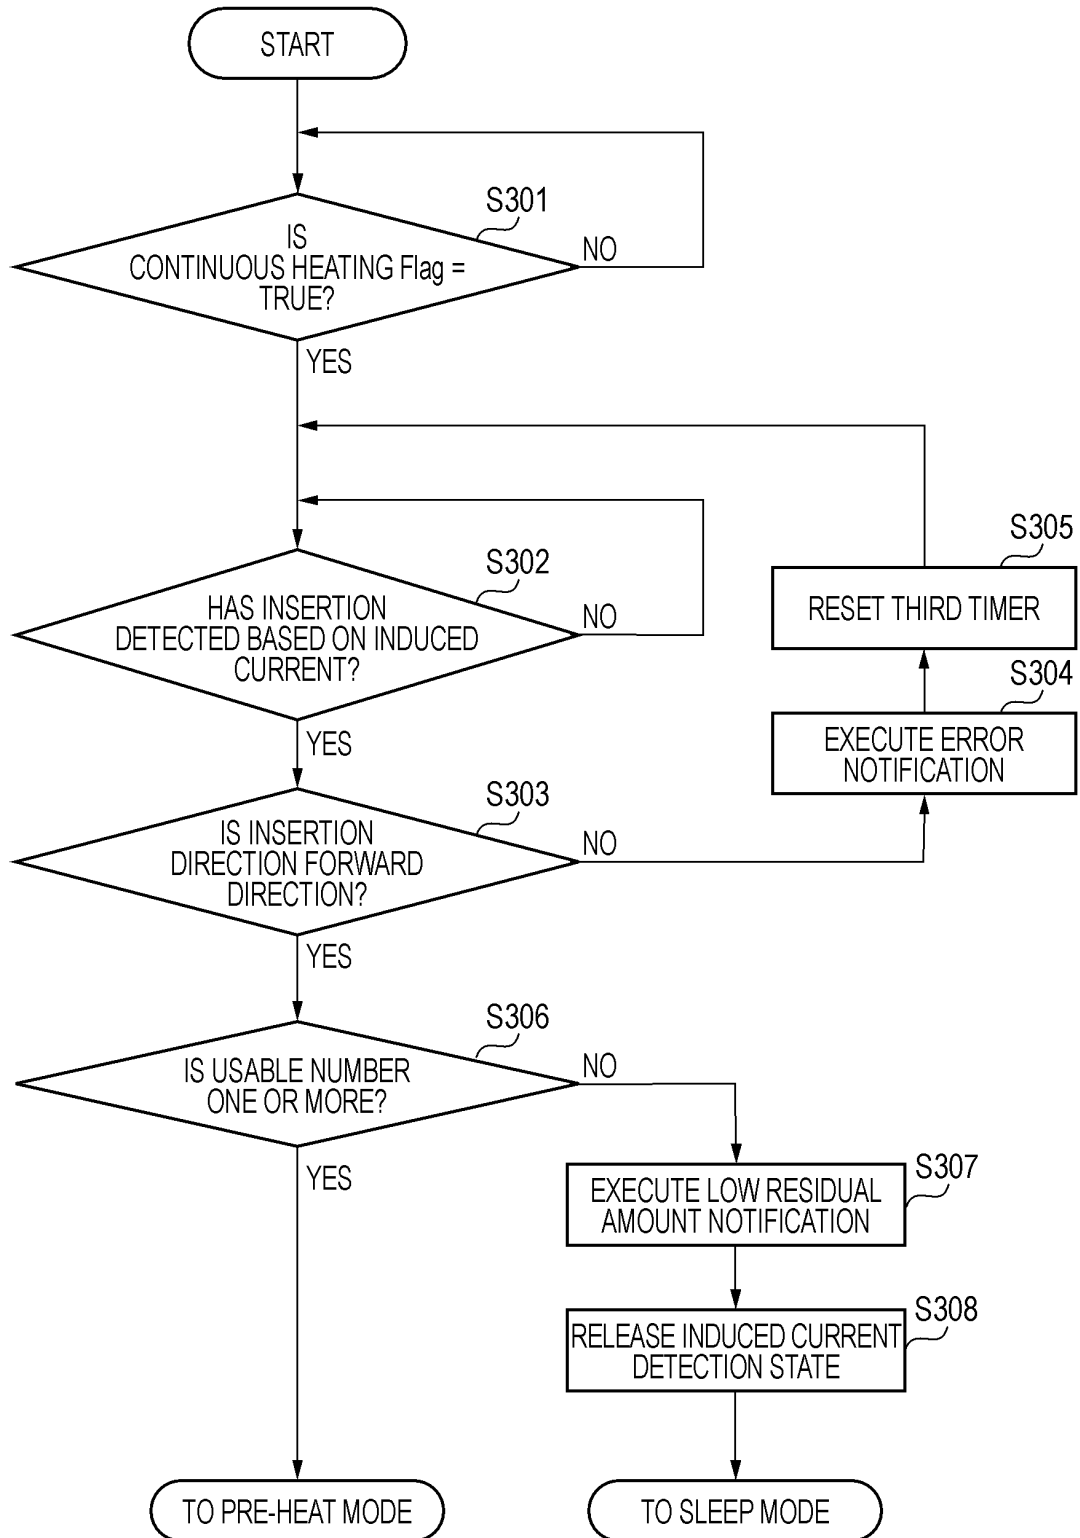 START
S301
IS
CONTINUOUS HEATING Flag =
TRUE?
NO
YES
S302
HAS INSERTION
DETECTED BASED ON INDUCED
CURRENT?
NO
YES
S305
RESET THIRD TIMER
S304
EXECUTE ERROR
NOTIFICATION
S303
IS INSERTION
DIRECTION FORWARD
DIRECTION?
NO
YES
S306
IS USABLE NUMBER
ONE OR MORE?
NO
YES
S307
EXECUTE LOW RESIDUAL
AMOUNT NOTIFICATION
S308
RELEASE INDUCED CURRENT
DETECTION STATE
TO PRE-HEAT MODE
TO SLEEP MODE